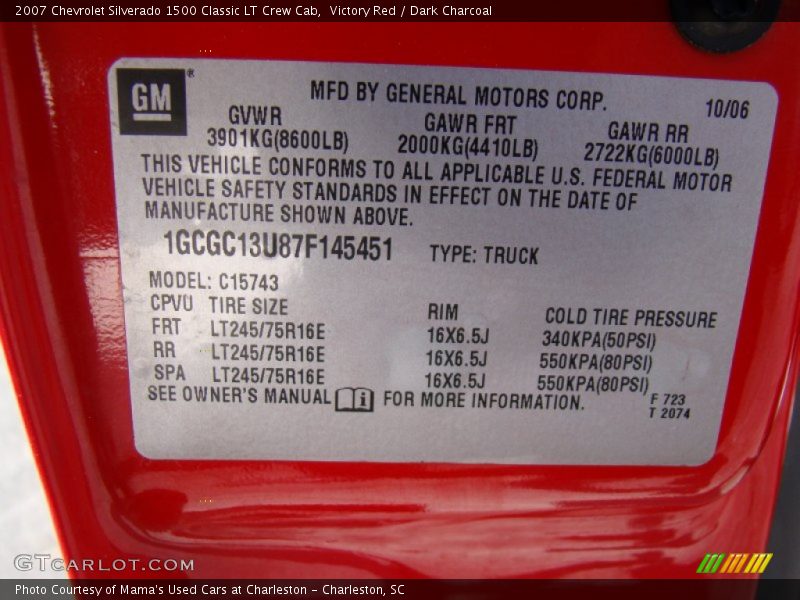 2007 Chevrolet Silverado 1500 Classic LT Crew Cab, Victory Red / Dark Charcoal
GM®
MFD BY GENERAL MOTORS CORP. 10/06
GVWR GAWR FRT GAWR RR
3901KG(8600LB) 2000KG(4410LB) 2722KG(6000LB)
THIS VEHICLE CONFORMS TO ALL APPLICABLE U.S. FEDERAL MOTOR
VEHICLE SAFETY STANDARDS IN EFFECT ON THE DATE OF
MANUFACTURE SHOWN ABOVE.
1GCGC13U87F145451 TYPE: TRUCK
MODEL: C15743
CPVU TIRE SIZE RIM COLD TIRE PRESSURE
FRT LT245/75R16E 16X6.5J 340KPA(50PSI)
RR LT245/75R16E 16X6.5J 550KPA(80PSI)
SPA LT245/75R16E 16X6.5J 550KPA(80PSI)
SEE OWNER'S MANUAL i FOR MORE INFORMATION.
F 723
T 2074
GTCARLOT.COM
Photo Courtesy of Mama's Used Cars at Charleston - Charleston, SC